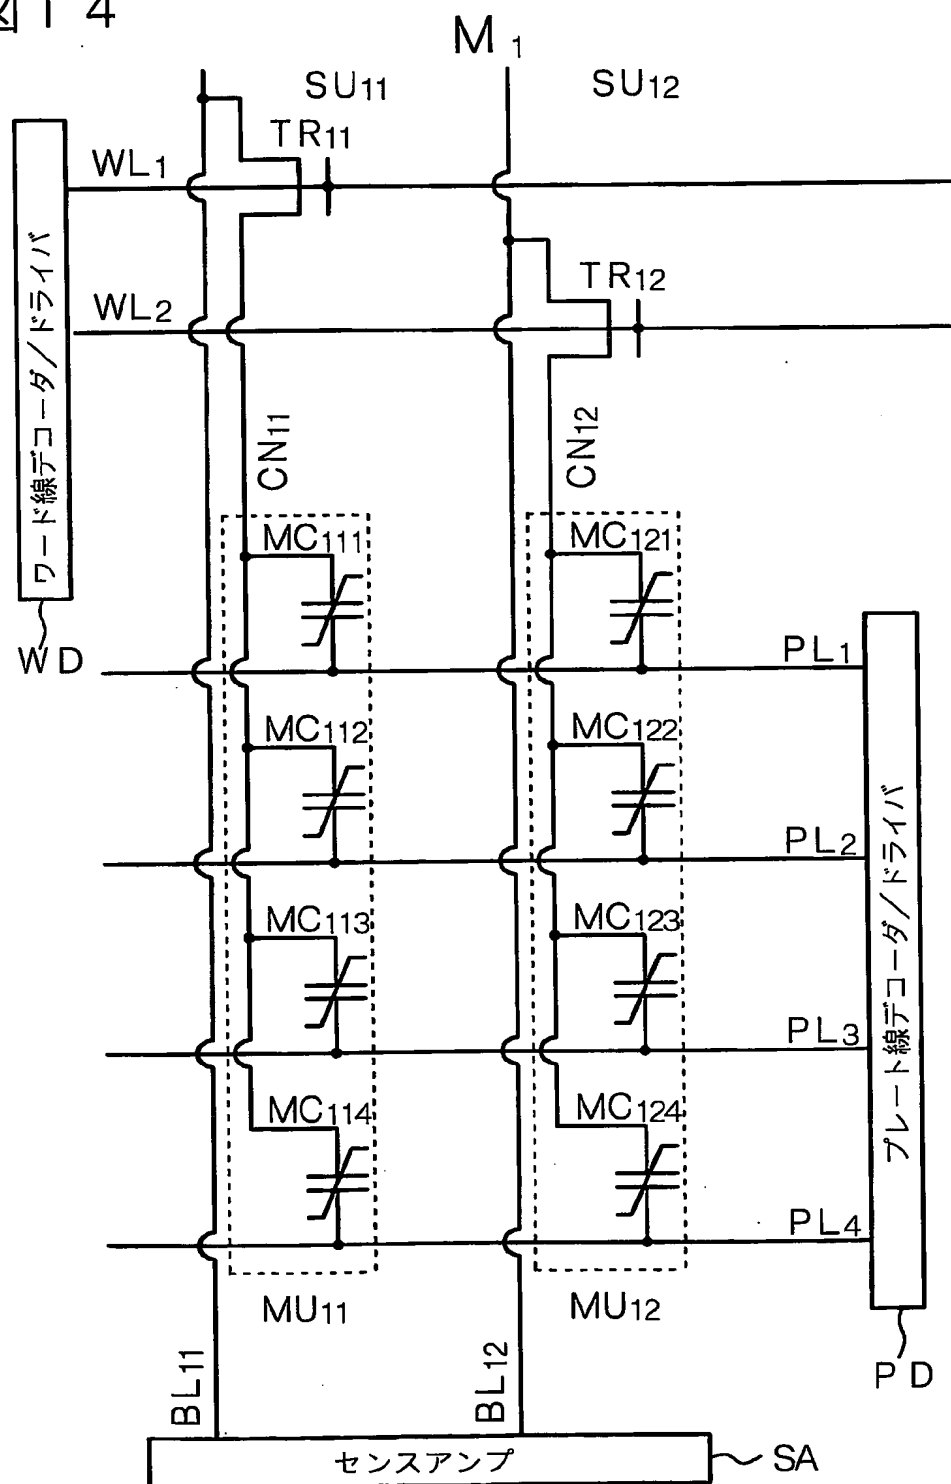 図14
M1
SU11
SU12
TR11
WL1
TR12
WL2
ワード線デコーダ/ドライバ
WD
CN11
CN12
MC111
MC121
PL1
MC112
MC122
PL2
MC113
MC123
PL3
MC114
MC124
PL4
プレート線デコーダ/ドライバ
PD
MU11
MU12
BL11
BL12
センスアンプ
SA